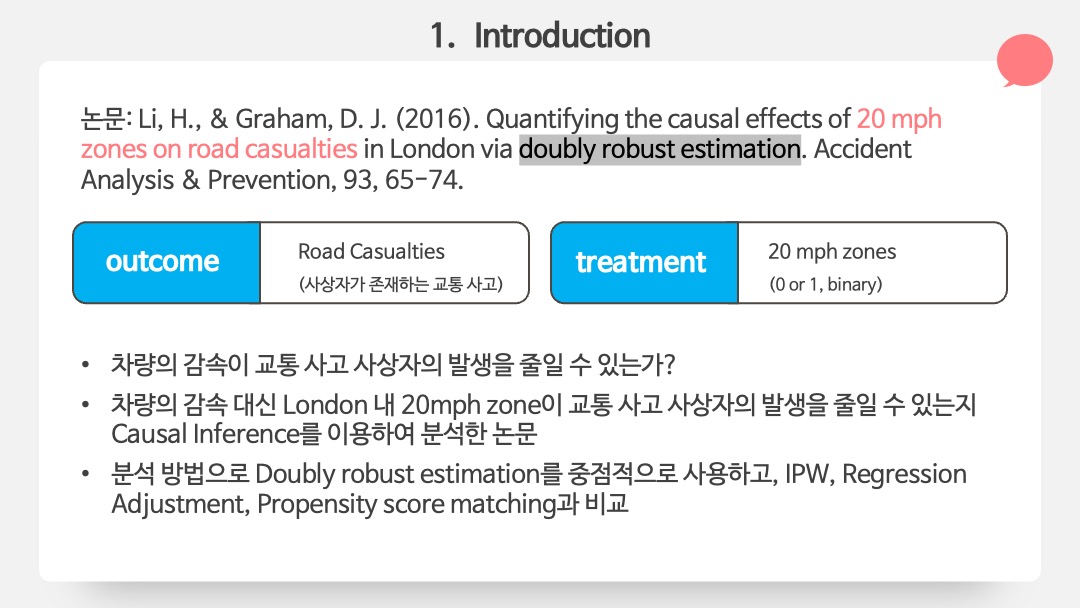 1. Introduction
논문: Li, H., & Graham, D. J. (2016). Quantifying the causal effects of 20 mph
zones on road casualties in London via doubly robust estimation. Accident
Analysis & Prevention, 93, 65-74.
outcome
Road Casualties
(사상자가 존재하는 교통 사고)
treatment
20 mph zones
(0 or 1, binary)
• 차량의 감속이 교통 사고 사상자의 발생을 줄일 수 있는가?
• 차량의 감속 대신 London 내 20mph zone이 교통 사고 사상자의 발생을 줄일 수 있는지
Causal Inference를 이용하여 분석한 논문
• 분석 방법으로 Doubly robust estimation를 중점적으로 사용하고, IPW, Regression
Adjustment, Propensity score matching과 비교